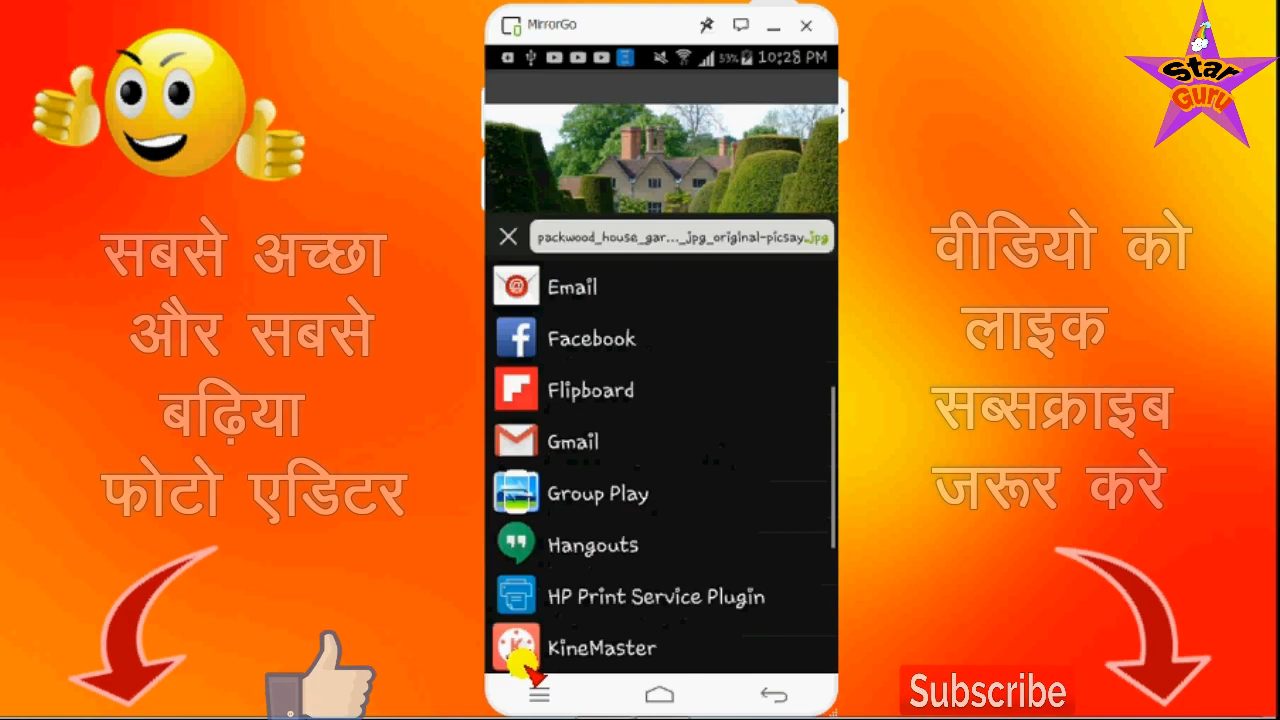 MirrorGo
53% 10:28 PM
Star
Guru
packwood_house_gar..._jpg_original-picsay.jpg
सबसे अच्छा
और सबसे
बढ़िया
फोटो एडिटर
Email
Facebook
Flipboard
Gmail
Group Play
Hangouts
HP Print Service Plugin
KineMaster
वीडियो को
लाइक
सब्सक्राइब
जरूर करे
Subscribe